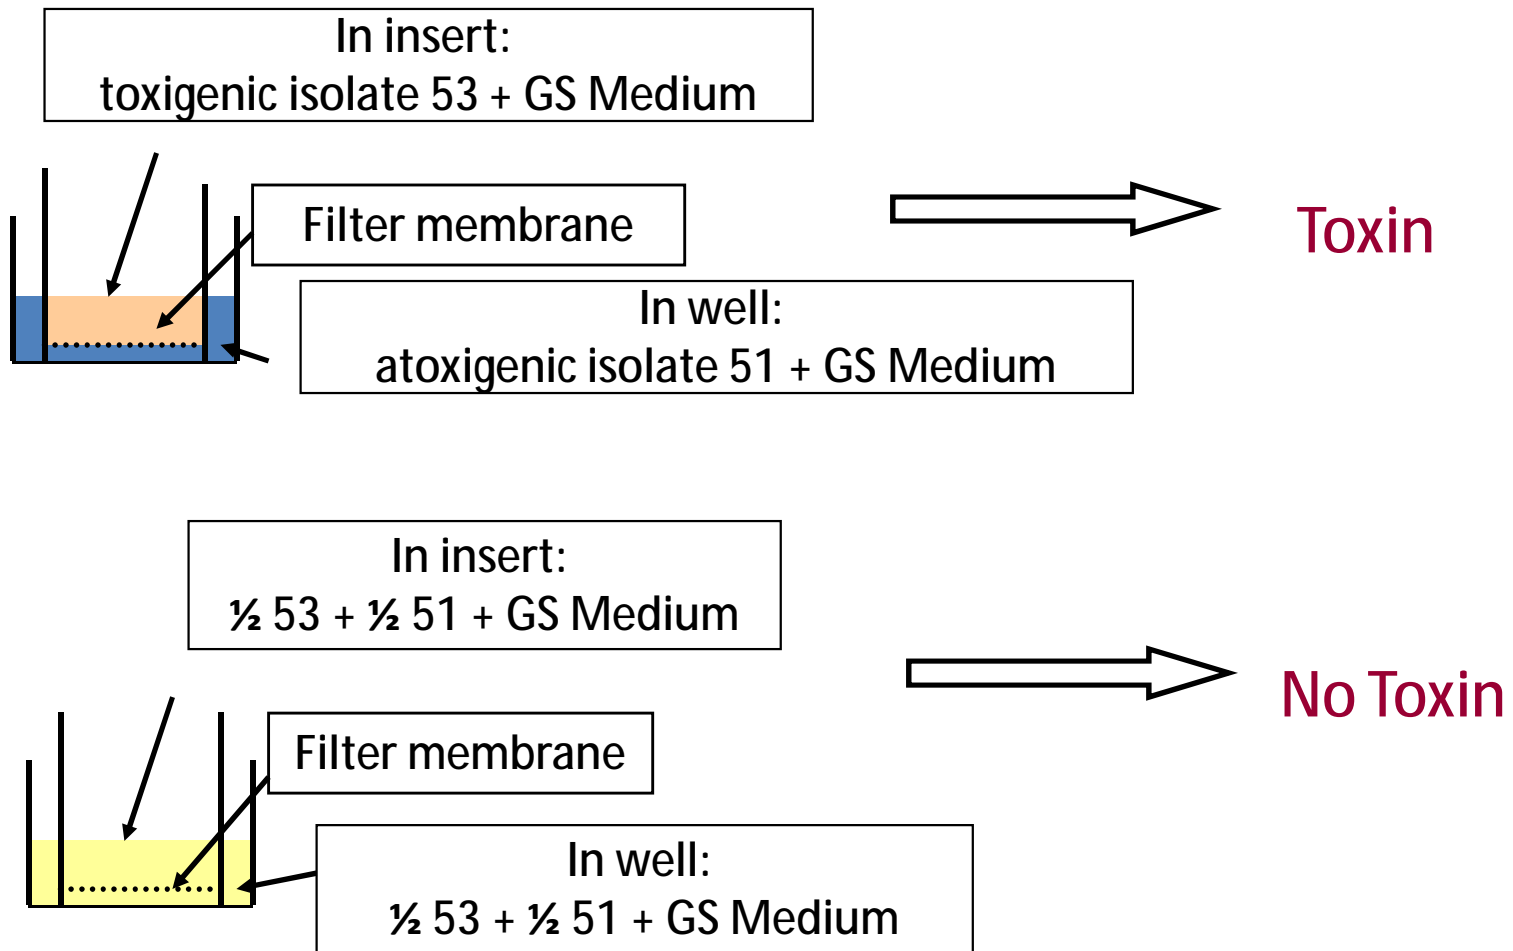 In insert:
toxigenic isolate 53 + GS Medium
Filter membrane
Toxin
In well:
atoxigenic isolate 51 + GS Medium
In insert:
½ 53 + ½ 51 + GS Medium
No Toxin
Filter membrane
In well:
½ 53 + ½ 51 + GS Medium